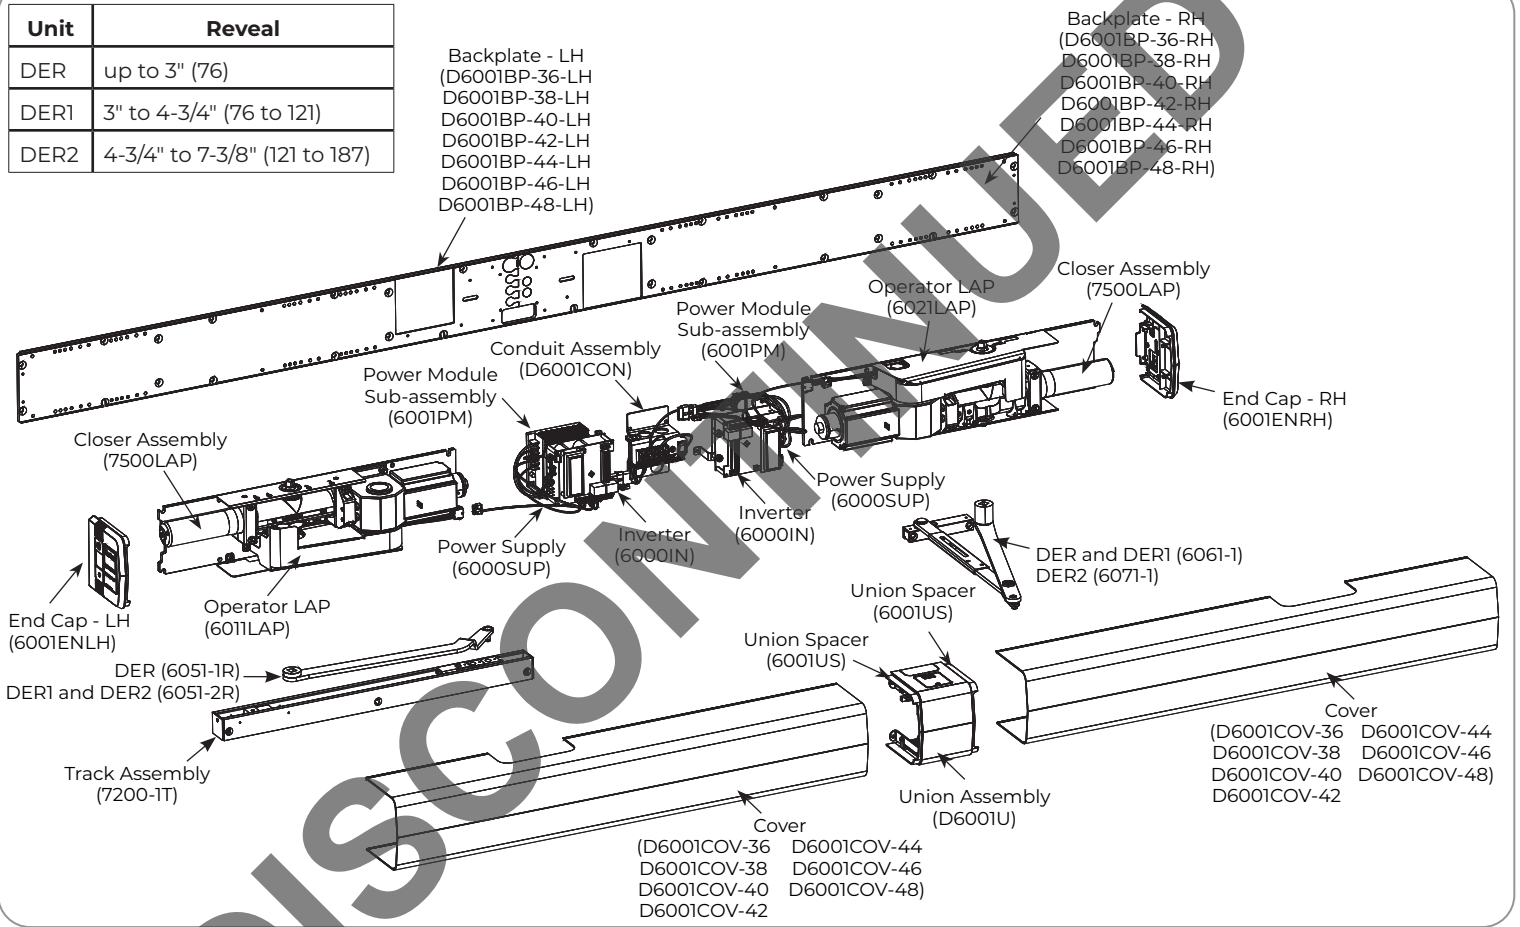 Unit Reveal
DER up to 3" (76)
DER1 3" to 4-3/4" (76 to 121)
DER2 4-3/4" to 7-3/8" (121 to 187)
Backplate - LH
(D6001BP-36-LH
D6001BP-38-LH
D6001BP-40-LH
D6001BP-42-LH
D6001BP-44-LH
D6001BP-46-LH
D6001BP-48-LH)
Backplate - RH
(D6001BP-36-RH
D6001BP-38-RH
D6001BP-40-RH
D6001BP-42-RH
D6001BP-44-RH
D6001BP-46-RH
D6001BP-48-RH)
Closer Assembly
(7500LAP)
Operator LAP
(6021LAP)
Power Module
Sub-assembly
(6001PM)
Conduit Assembly
(D6001CON)
Power Module
Sub-assembly
(6001PM)
End Cap - RH
(6001ENRH)
Closer Assembly
(7500LAP)
Power Supply
(6000SUP)
Inverter
(6000IN)
Inverter
(6000IN)
Power Supply
(6000SUP)
DER and DER1 (6061-1)
DER2 (6071-1)
End Cap - LH
(6001ENLH)
Operator LAP
(6011LAP)
Union Spacer
(6001US)
Union Spacer
(6001US)
DER (6051-1R)
DER1 and DER2 (6051-2R)
Track Assembly
(7200-1T)
Cover
(D6001COV-36 D6001COV-44
D6001COV-38 D6001COV-46
D6001COV-40 D6001COV-48)
D6001COV-42
Union Assembly
(D6001U)
Cover
(D6001COV-36 D6001COV-44
D6001COV-38 D6001COV-46
D6001COV-40 D6001COV-48)
D6001COV-42
DISCONTINUED